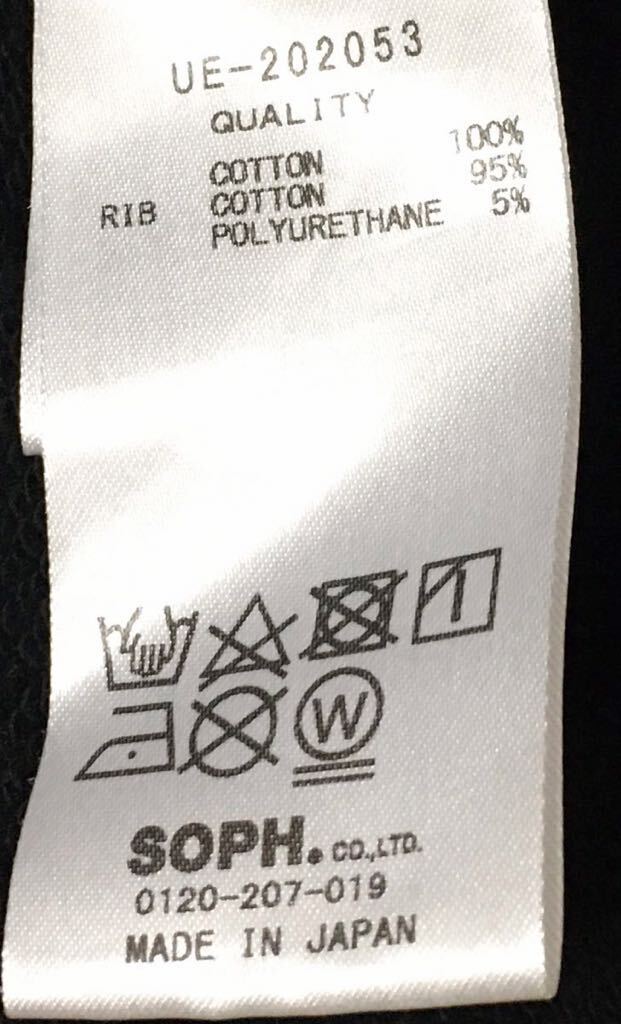 UE-202053
QUALITY
COTTON 100%
RIB COTTON 95%
POLYURETHANE 5%
W
SOPH. CO.,LTD.
0120-207-019
MADE IN JAPAN